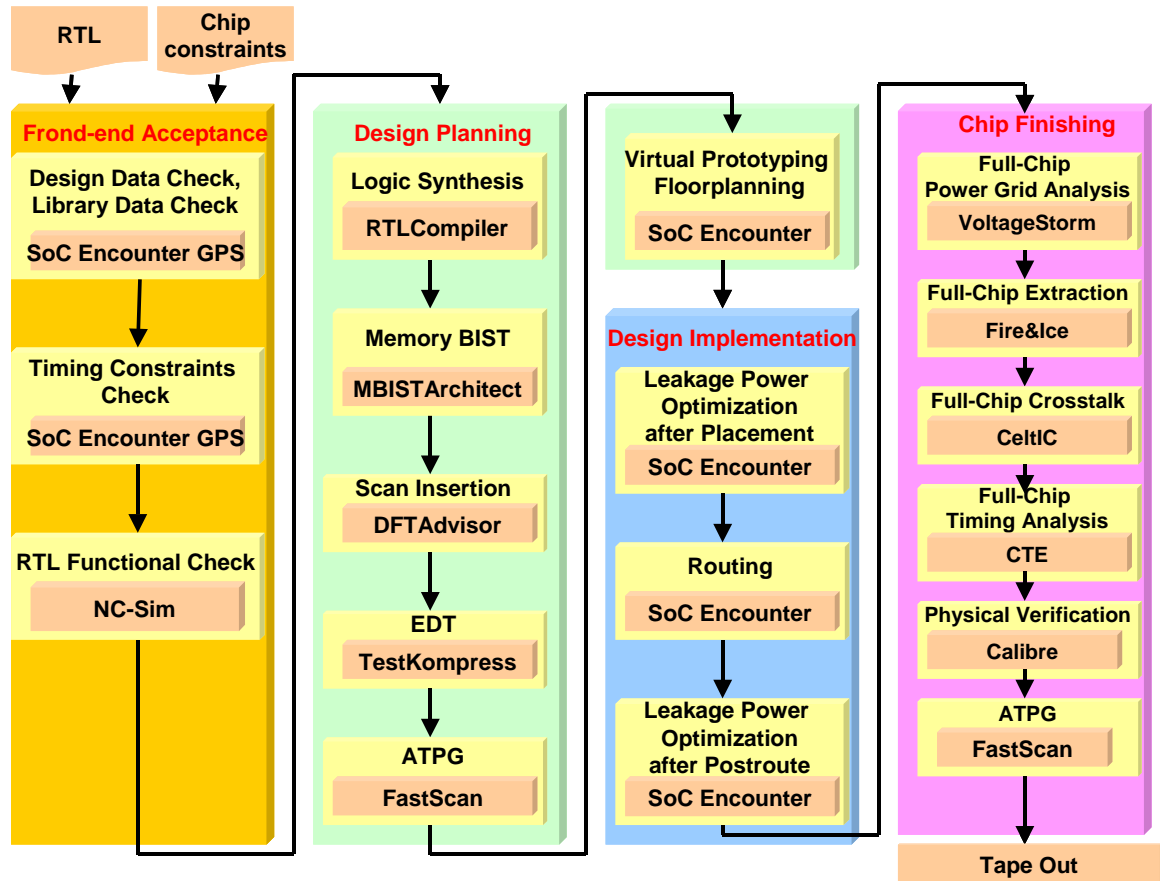 RTL
Chip
constraints
Frond-end Acceptance
Design Data Check,
Library Data Check
SoC Encounter GPS
Timing Constraints
Check
SoC Encounter GPS
RTL Functional Check
NC-Sim
Design Planning
Logic Synthesis
RTLCompiler
Memory BIST
MBISTArchitect
Scan Insertion
DFTAdvisor
EDT
TestKompress
ATPG
FastScan
Virtual Prototyping
Floorplanning
SoC Encounter
Design Implementation
Leakage Power
Optimization
after Placement
SoC Encounter
Routing
SoC Encounter
Leakage Power
Optimization
after Postroute
SoC Encounter
Chip Finishing
Full-Chip
Power Grid Analysis
VoltageStorm
Full-Chip Extraction
Fire&Ice
Full-Chip Crosstalk
CeltIC
Full-Chip
Timing Analysis
CTE
Physical Verification
Calibre
ATPG
FastScan
Tape Out